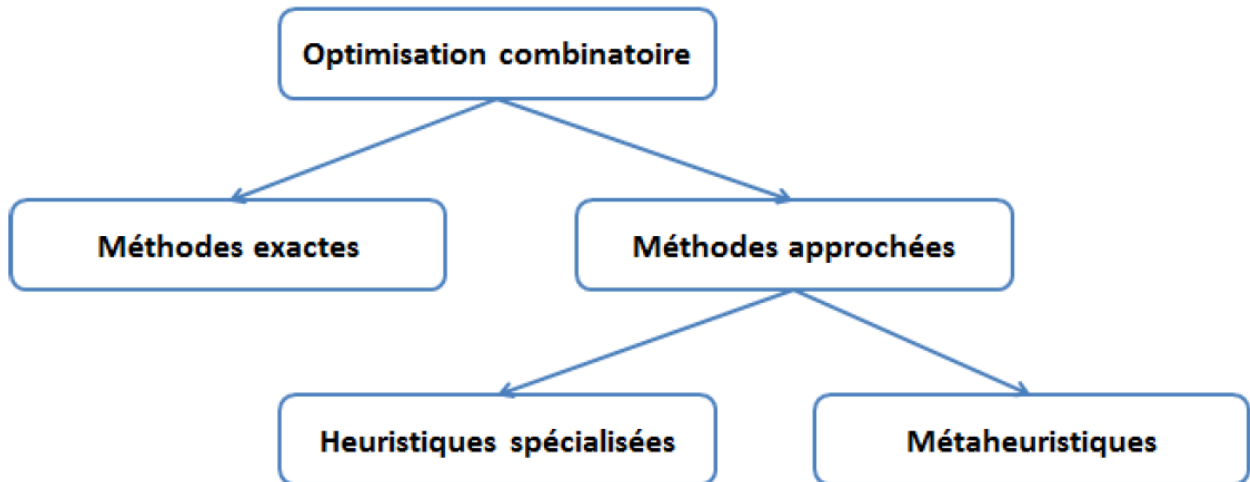 Optimisation combinatoire
Méthodes exactes
Méthodes approchées
Heuristiques spécialisées
Métaheuristiques